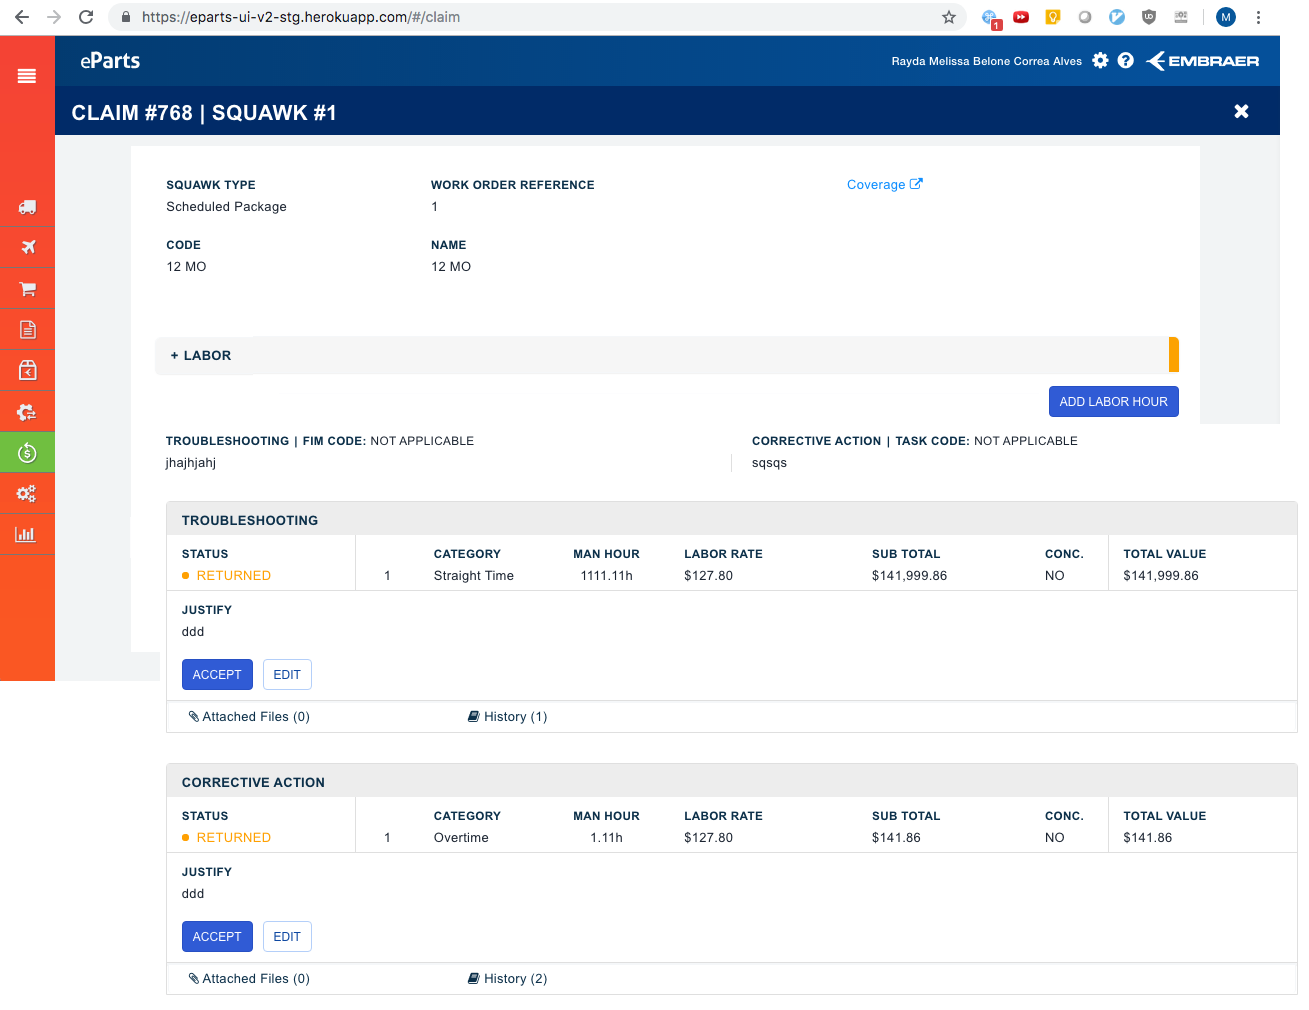 https://eparts-ui-v2-stg.herokuapp.com/#/claim
1
UD
M
eParts
Rayda Melissa Belone Correa Alves
EMBRAER
CLAIM #768 | SQUAWK #1
SQUAWK TYPE WORK ORDER REFERENCE Coverage
Scheduled Package 1
CODE NAME
12 MO 12 MO
+ LABOR
ADD LABOR HOUR
TROUBLESHOOTING | FIM CODE: NOT APPLICABLE CORRECTIVE ACTION | TASK CODE: NOT APPLICABLE
jhajhjahj sqsqs
TROUBLESHOOTING
STATUS CATEGORY MAN HOUR LABOR RATE SUB TOTAL CONC. TOTAL VALUE
RETURNED 1 Straight Time 1111.11h $127.80 $141,999.86 NO $141,999.86
JUSTIFY
ddd
ACCEPT EDIT
Attached Files (0) History (1)
CORRECTIVE ACTION
STATUS CATEGORY MAN HOUR LABOR RATE SUB TOTAL CONC. TOTAL VALUE
RETURNED 1 Overtime 1.11h $127.80 $141.86 NO $141.86
JUSTIFY
ddd
ACCEPT EDIT
Attached Files (0) History (2)